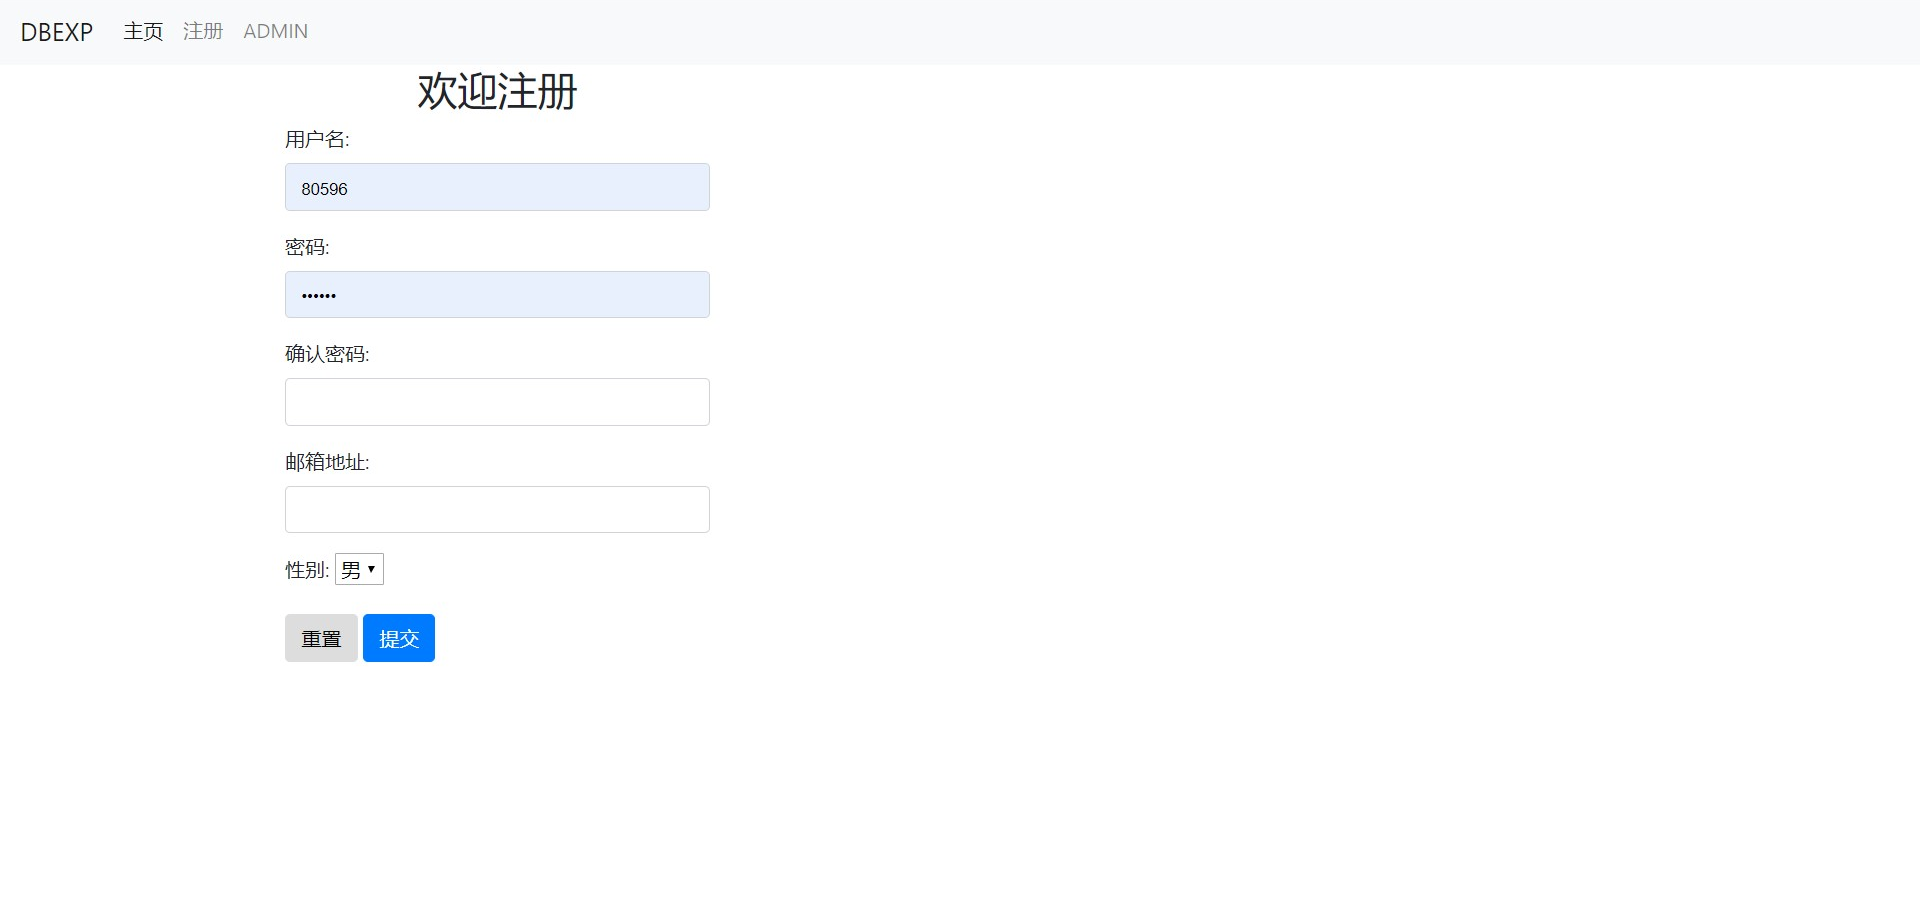 DBEXP 主页 注册 ADMIN
欢迎注册
用户名:
80596
密码:
••••••
确认密码:
邮箱地址:
性别: 男
重置 提交